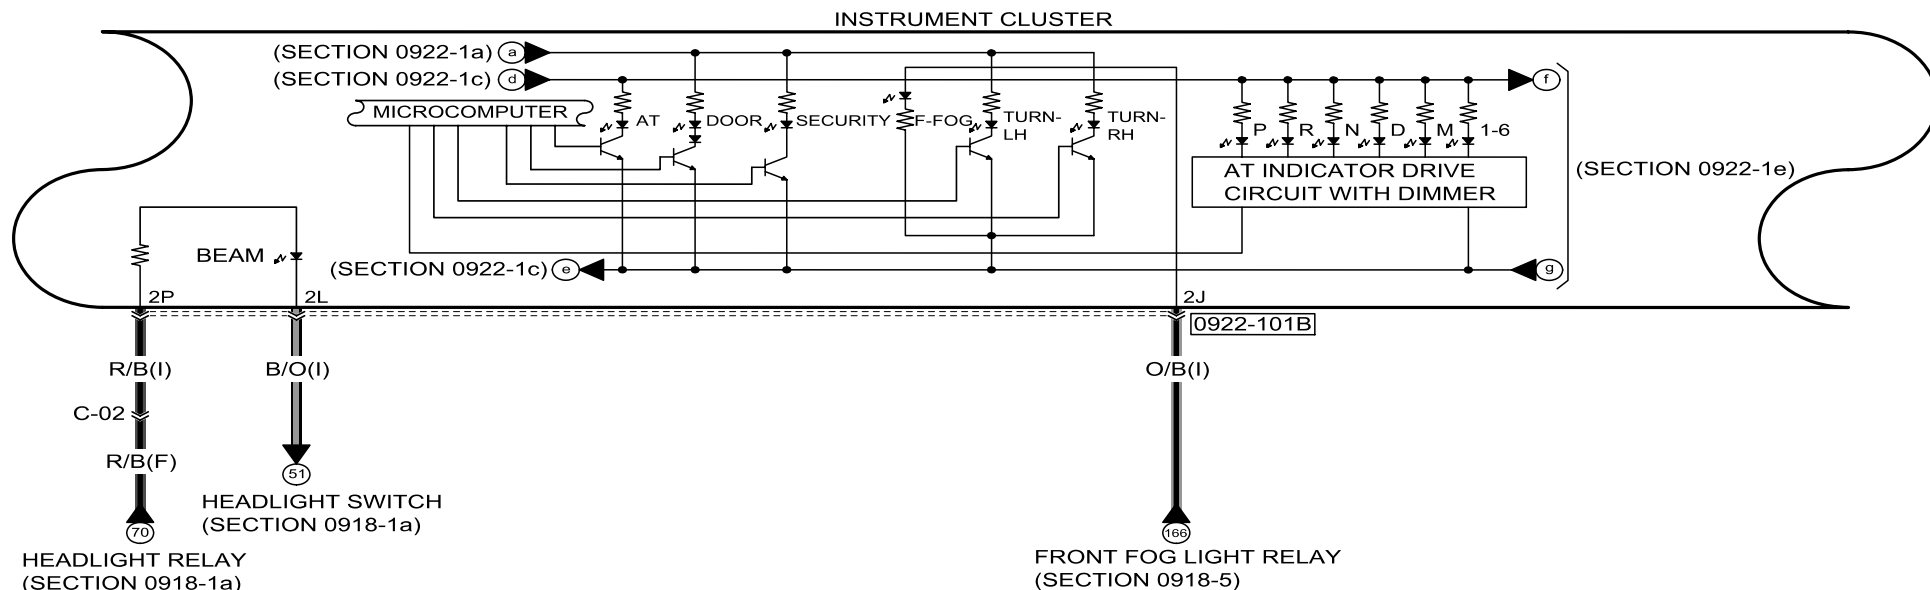 INSTRUMENT CLUSTER
(SECTION 0922-1a) a
(SECTION 0922-1c) d
f
MICROCOMPUTER
AT
DOOR
SECURITY
F-FOG
TURN-
LH
TURN-
RH
P
R
N
D
M
1-6
AT INDICATOR DRIVE
CIRCUIT WITH DIMMER
(SECTION 0922-1e)
BEAM
(SECTION 0922-1c) e
g
2P
2L
2J
0922-101B
R/B(I)
B/O(I)
O/B(I)
C-02
R/B(F)
51
HEADLIGHT SWITCH
(SECTION 0918-1a)
70
HEADLIGHT RELAY
(SECTION 0918-1a)
166
FRONT FOG LIGHT RELAY
(SECTION 0918-5)